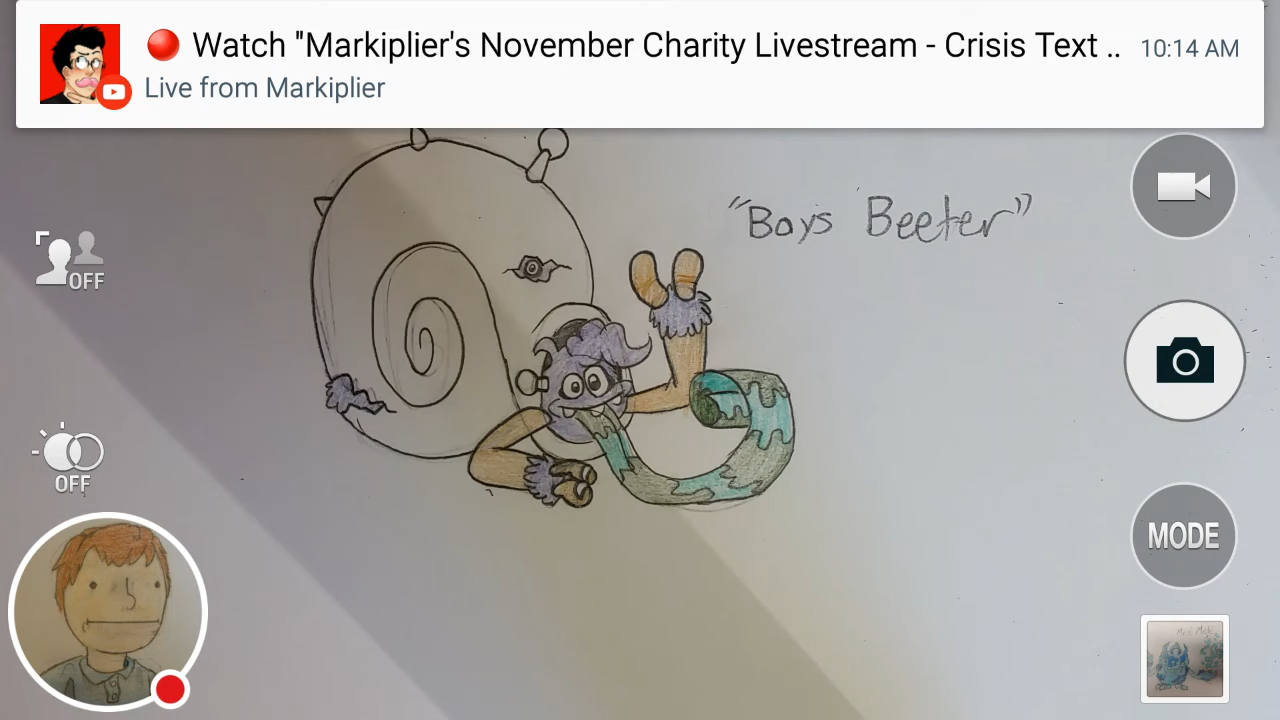 Watch "Markiplier's November Charity Livestream - Crisis Text ..
10:14 AM
Live from Markiplier
"Boys Beeter"
OFF
OFF
MODE